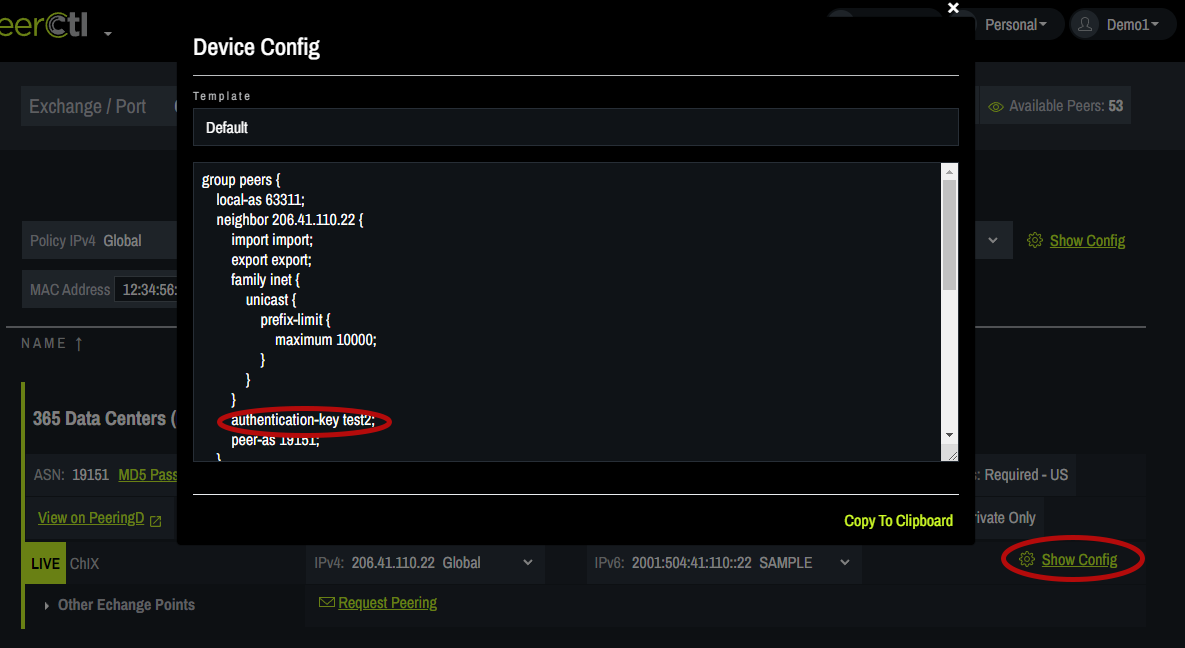 eerCtl
Personal
Demo1
Device Config
Exchange / Port
Available Peers: 53
Template
Default
group peers {
local-as 63311;
neighbor 206.41.110.22 {
import import;
export export;
family inet {
unicast {
prefix-limit {
maximum 10000;
}
}
}
authentication-key test2;
peer-as 19151;
}
Policy IPv4 Global
Show Config
MAC Address 12:34:56:
NAME ↑
365 Data Centers (
ASN: 19151 MD5 Pass
: Required - US
View on PeeringD
Copy To Clipboard
ivate Only
LIVE ChIX
IPv4: 206.41.110.22 Global
IPv6: 2001:504:41:110::22 SAMPLE
Show Config
Other Echange Points
Request Peering